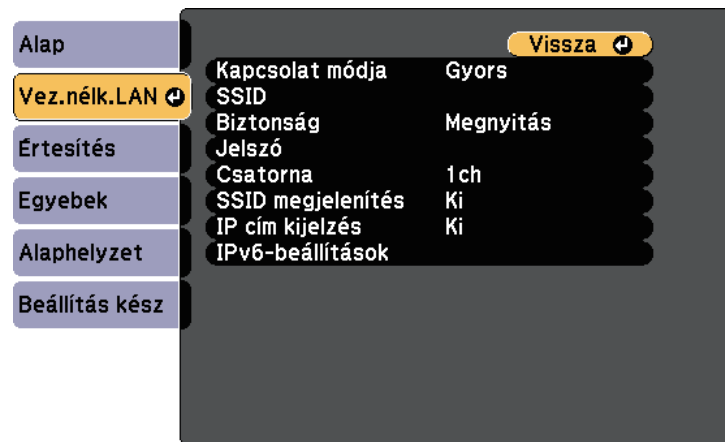 Alap
Vez.nélk.LAN
Értesítés
Egyebek
Alaphelyzet
Beállítás kész
Vissza
Kapcsolat módja Gyors
SSID
Biztonság Megnyitás
Jelszó
Csatorna 1ch
SSID megjelenítés Ki
IP cím kijelzés Ki
IPv6-beállítások